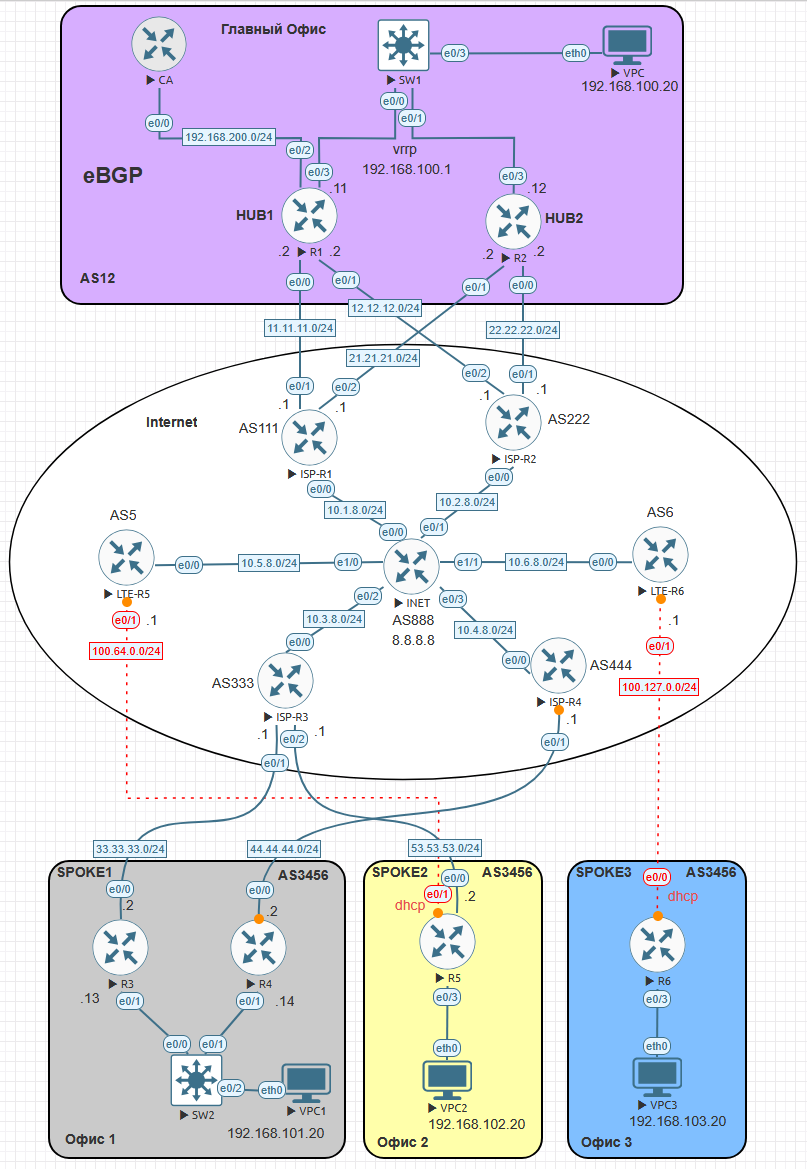 Главный Офис
CA
e0/0
192.168.200.0/24
e0/2
SW1
e0/3
eth0
VPC
192.168.100.20
e0/0
e0/1
vrrp
192.168.100.1
eBGP
e0/3
.11
e0/3
.12
HUB1
HUB2
.2
R1
.2
.2
R2
.2
AS12
e0/0
e0/1
e0/1
e0/0
12.12.12.0/24
11.11.11.0/24
22.22.22.0/24
21.21.21.0/24
e0/1
e0/2
e0/2
e0/1
.1
.1
.1
.1
Internet
AS111
AS222
ISP-R1
ISP-R2
e0/0
e0/0
10.1.8.0/24
10.2.8.0/24
AS5
AS6
e0/0
e0/1
LTE-R5
e0/0
10.5.8.0/24
e1/0
e1/1
10.6.8.0/24
e0/0
LTE-R6
INET
AS888
8.8.8.8
e0/2
e0/3
10.3.8.0/24
10.4.8.0/24
e0/1
.1
100.64.0.0/24
.1
e0/1
100.127.0.0/24
e0/0
e0/0
AS333
AS444
ISP-R3
ISP-R4
.1
e0/2
.1
.1
e0/1
e0/1
33.33.33.0/24
44.44.44.0/24
53.53.53.0/24
SPOKE1
AS3456
e0/0
.2
e0/0
.2
R3
R4
.13
e0/1
e0/1
.14
e0/0
e0/1
SW2
e0/2
eth0
VPC1
192.168.101.20
Офис 1
SPOKE2
AS3456
e0/0
e0/1
.2
dhcp
R5
e0/3
eth0
VPC2
192.168.102.20
Офис 2
SPOKE3
AS3456
e0/0
dhcp
R6
e0/3
eth0
VPC3
192.168.103.20
Офис 3